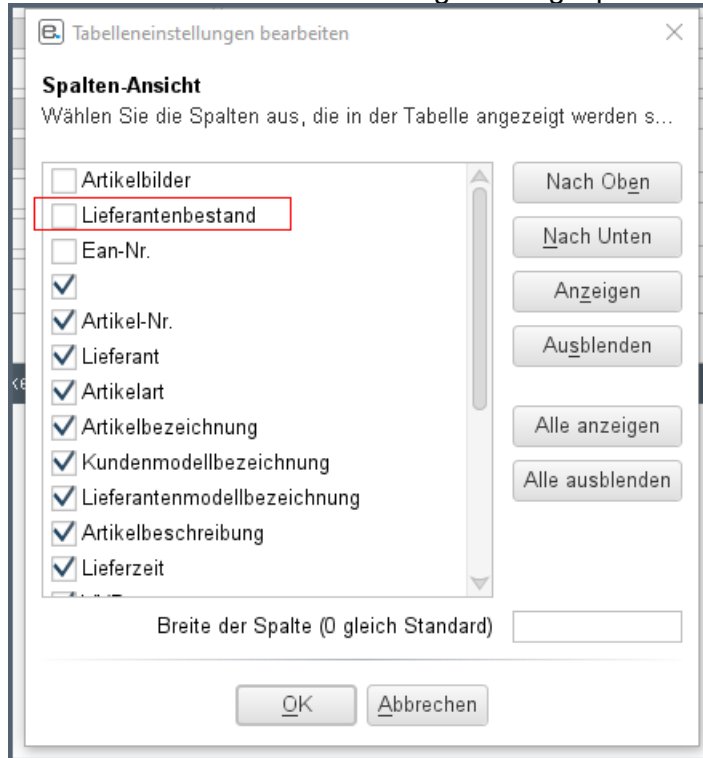 e. Tabelleneinstellungen bearbeiten
Spalten-Ansicht
Wählen Sie die Spalten aus, die in der Tabelle angezeigt werden s...
Artikelbilder
Lieferantenbestand
Ean-Nr.
Artikel-Nr.
Lieferant
Artikelart
Artikelbezeichnung
Kundenmodellbezeichnung
Lieferantenmodellbezeichnung
Artikelbeschreibung
Lieferzeit
Nach Oben
Nach Unten
Anzeigen
Ausblenden
Alle anzeigen
Alle ausblenden
Breite der Spalte (0 gleich Standard)
OK
Abbrechen